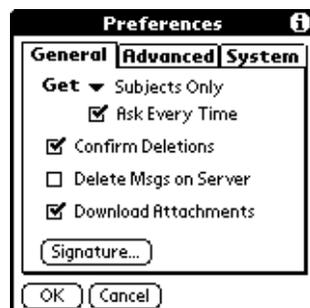 Preferences
General Advanced System
Get Subjects Only
Ask Every Time
Confirm Deletions
Delete Msgs on Server
Download Attachments
Signature...
OK Cancel